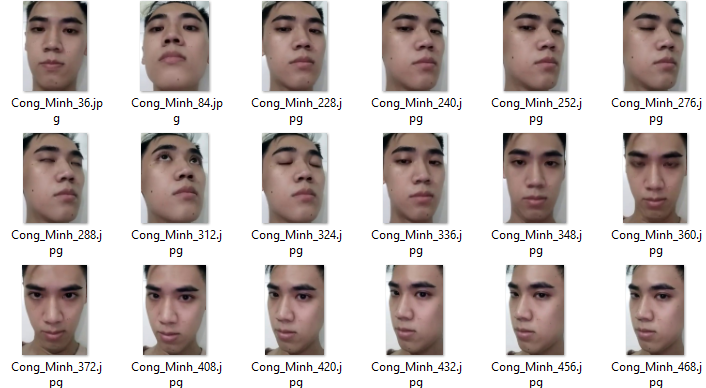 Cong_Minh_36.jp
g
Cong_Minh_84.jp
g
Cong_Minh_228.j
pg
Cong_Minh_240.j
pg
Cong_Minh_252.j
pg
Cong_Minh_276.j
pg
Cong_Minh_288.j
pg
Cong_Minh_312.j
pg
Cong_Minh_324.j
pg
Cong_Minh_336.j
pg
Cong_Minh_348.j
pg
Cong_Minh_360.j
pg
Cong_Minh_372.j
pg
Cong_Minh_408.j
pg
Cong_Minh_420.j
pg
Cong_Minh_432.j
pg
Cong_Minh_456.j
pg
Cong_Minh_468.j
pg